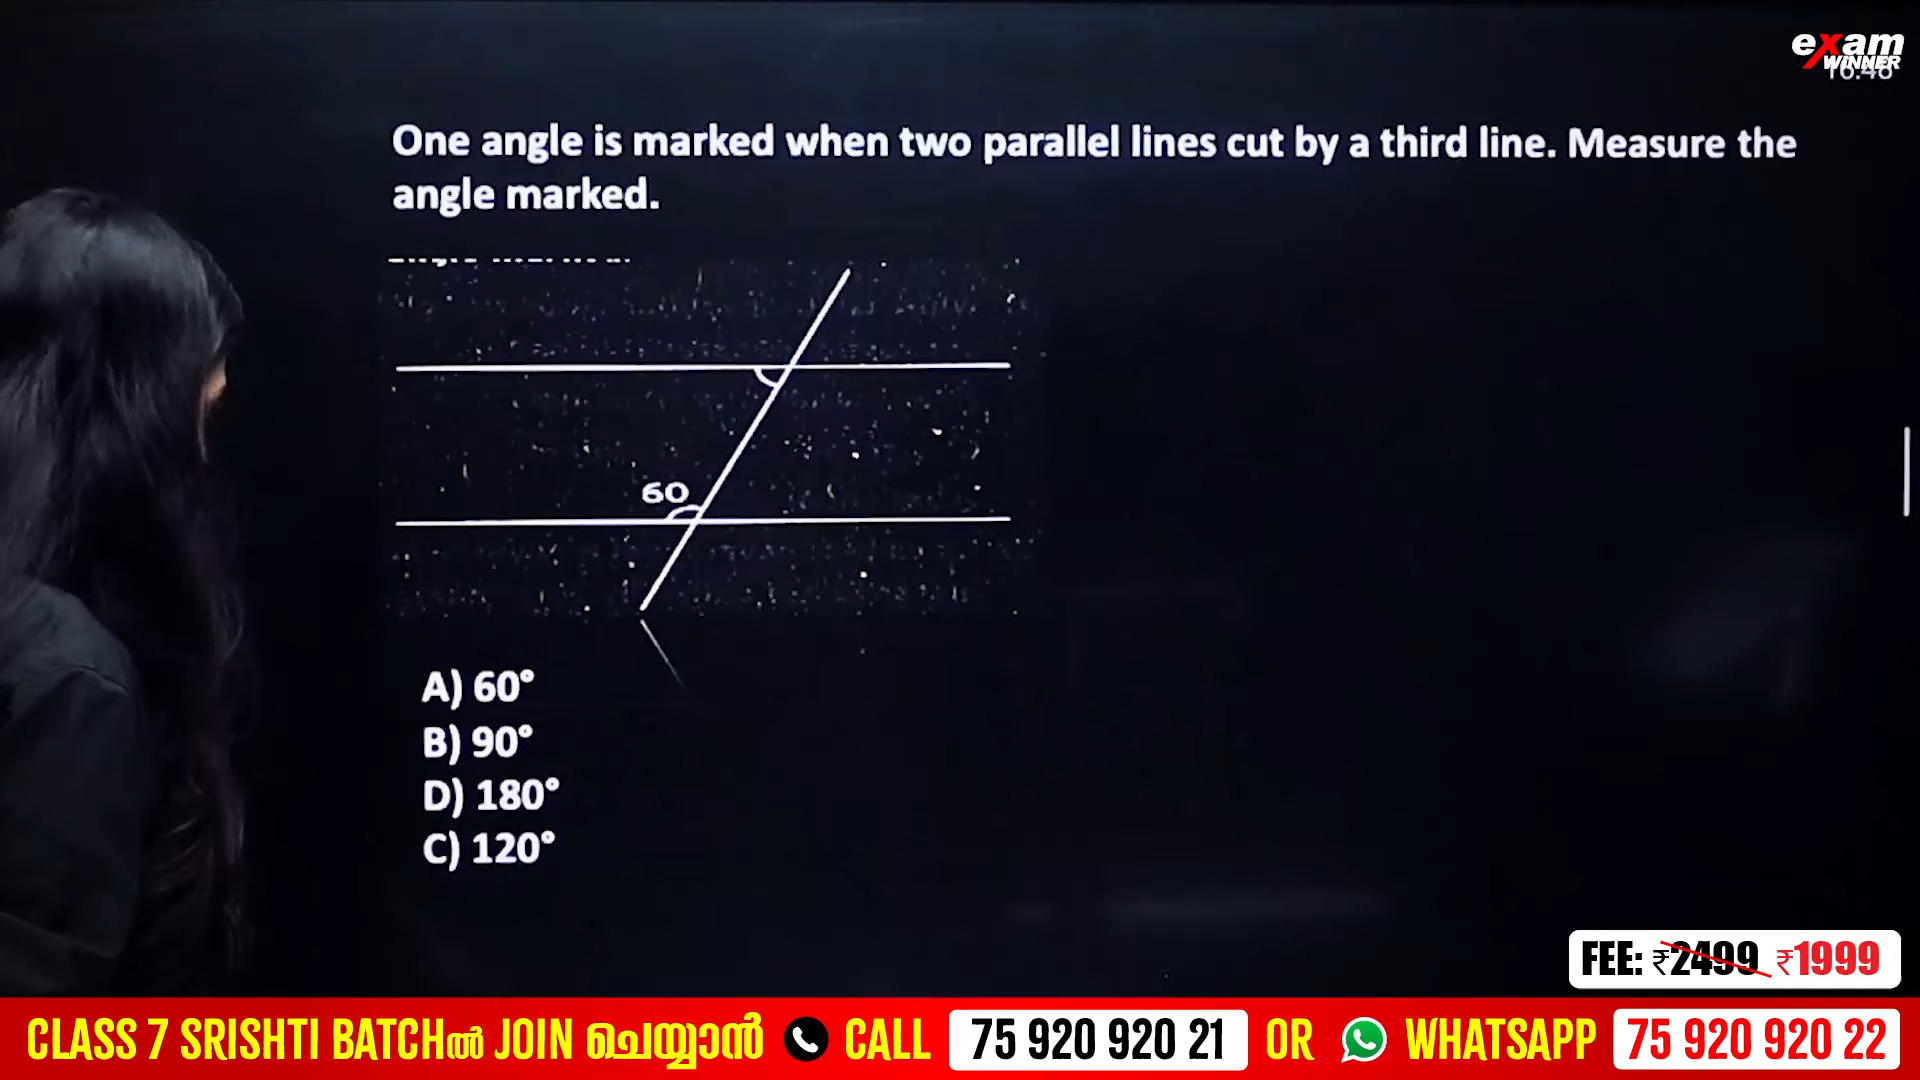 exam
WINNER
16:48
One angle is marked when two parallel lines cut by a third line. Measure the
angle marked.
60
A) 60°
B) 90°
D) 180°
C) 120°
FEE: ₹2499 ₹1999
CLASS 7 SRISHTI BATCHൽ JOIN ചെയ്യാൻ CALL 75 920 920 21 OR WHATSAPP 75 920 920 22